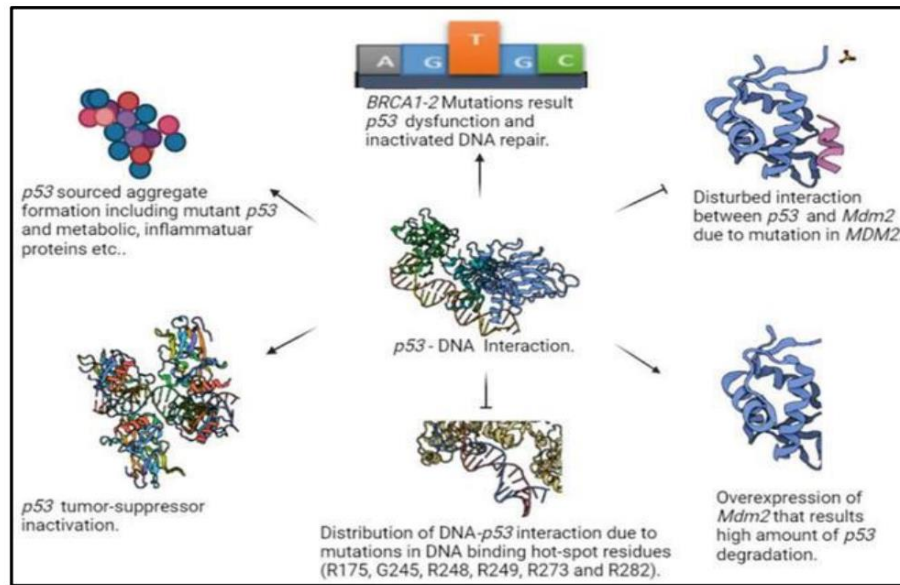 A G T G C
BRCA1-2 Mutations result
p53 dysfunction and
inactivated DNA repair.
p53 sourced aggregate
formation including mutant p53
and metabolic, inflammatuar
proteins etc..
Disturbed interaction
between p53 and Mdm2
due to mutation in MDM2.
p53 - DNA Interaction.
p53 tumor-suppressor
inactivation.
Distribution of DNA-p53 interaction due to
mutations in DNA binding hot-spot residues
(R175, G245, R248, R249, R273 and R282).
Overexpression of
Mdm2 that results
high amount of p53
degradation.